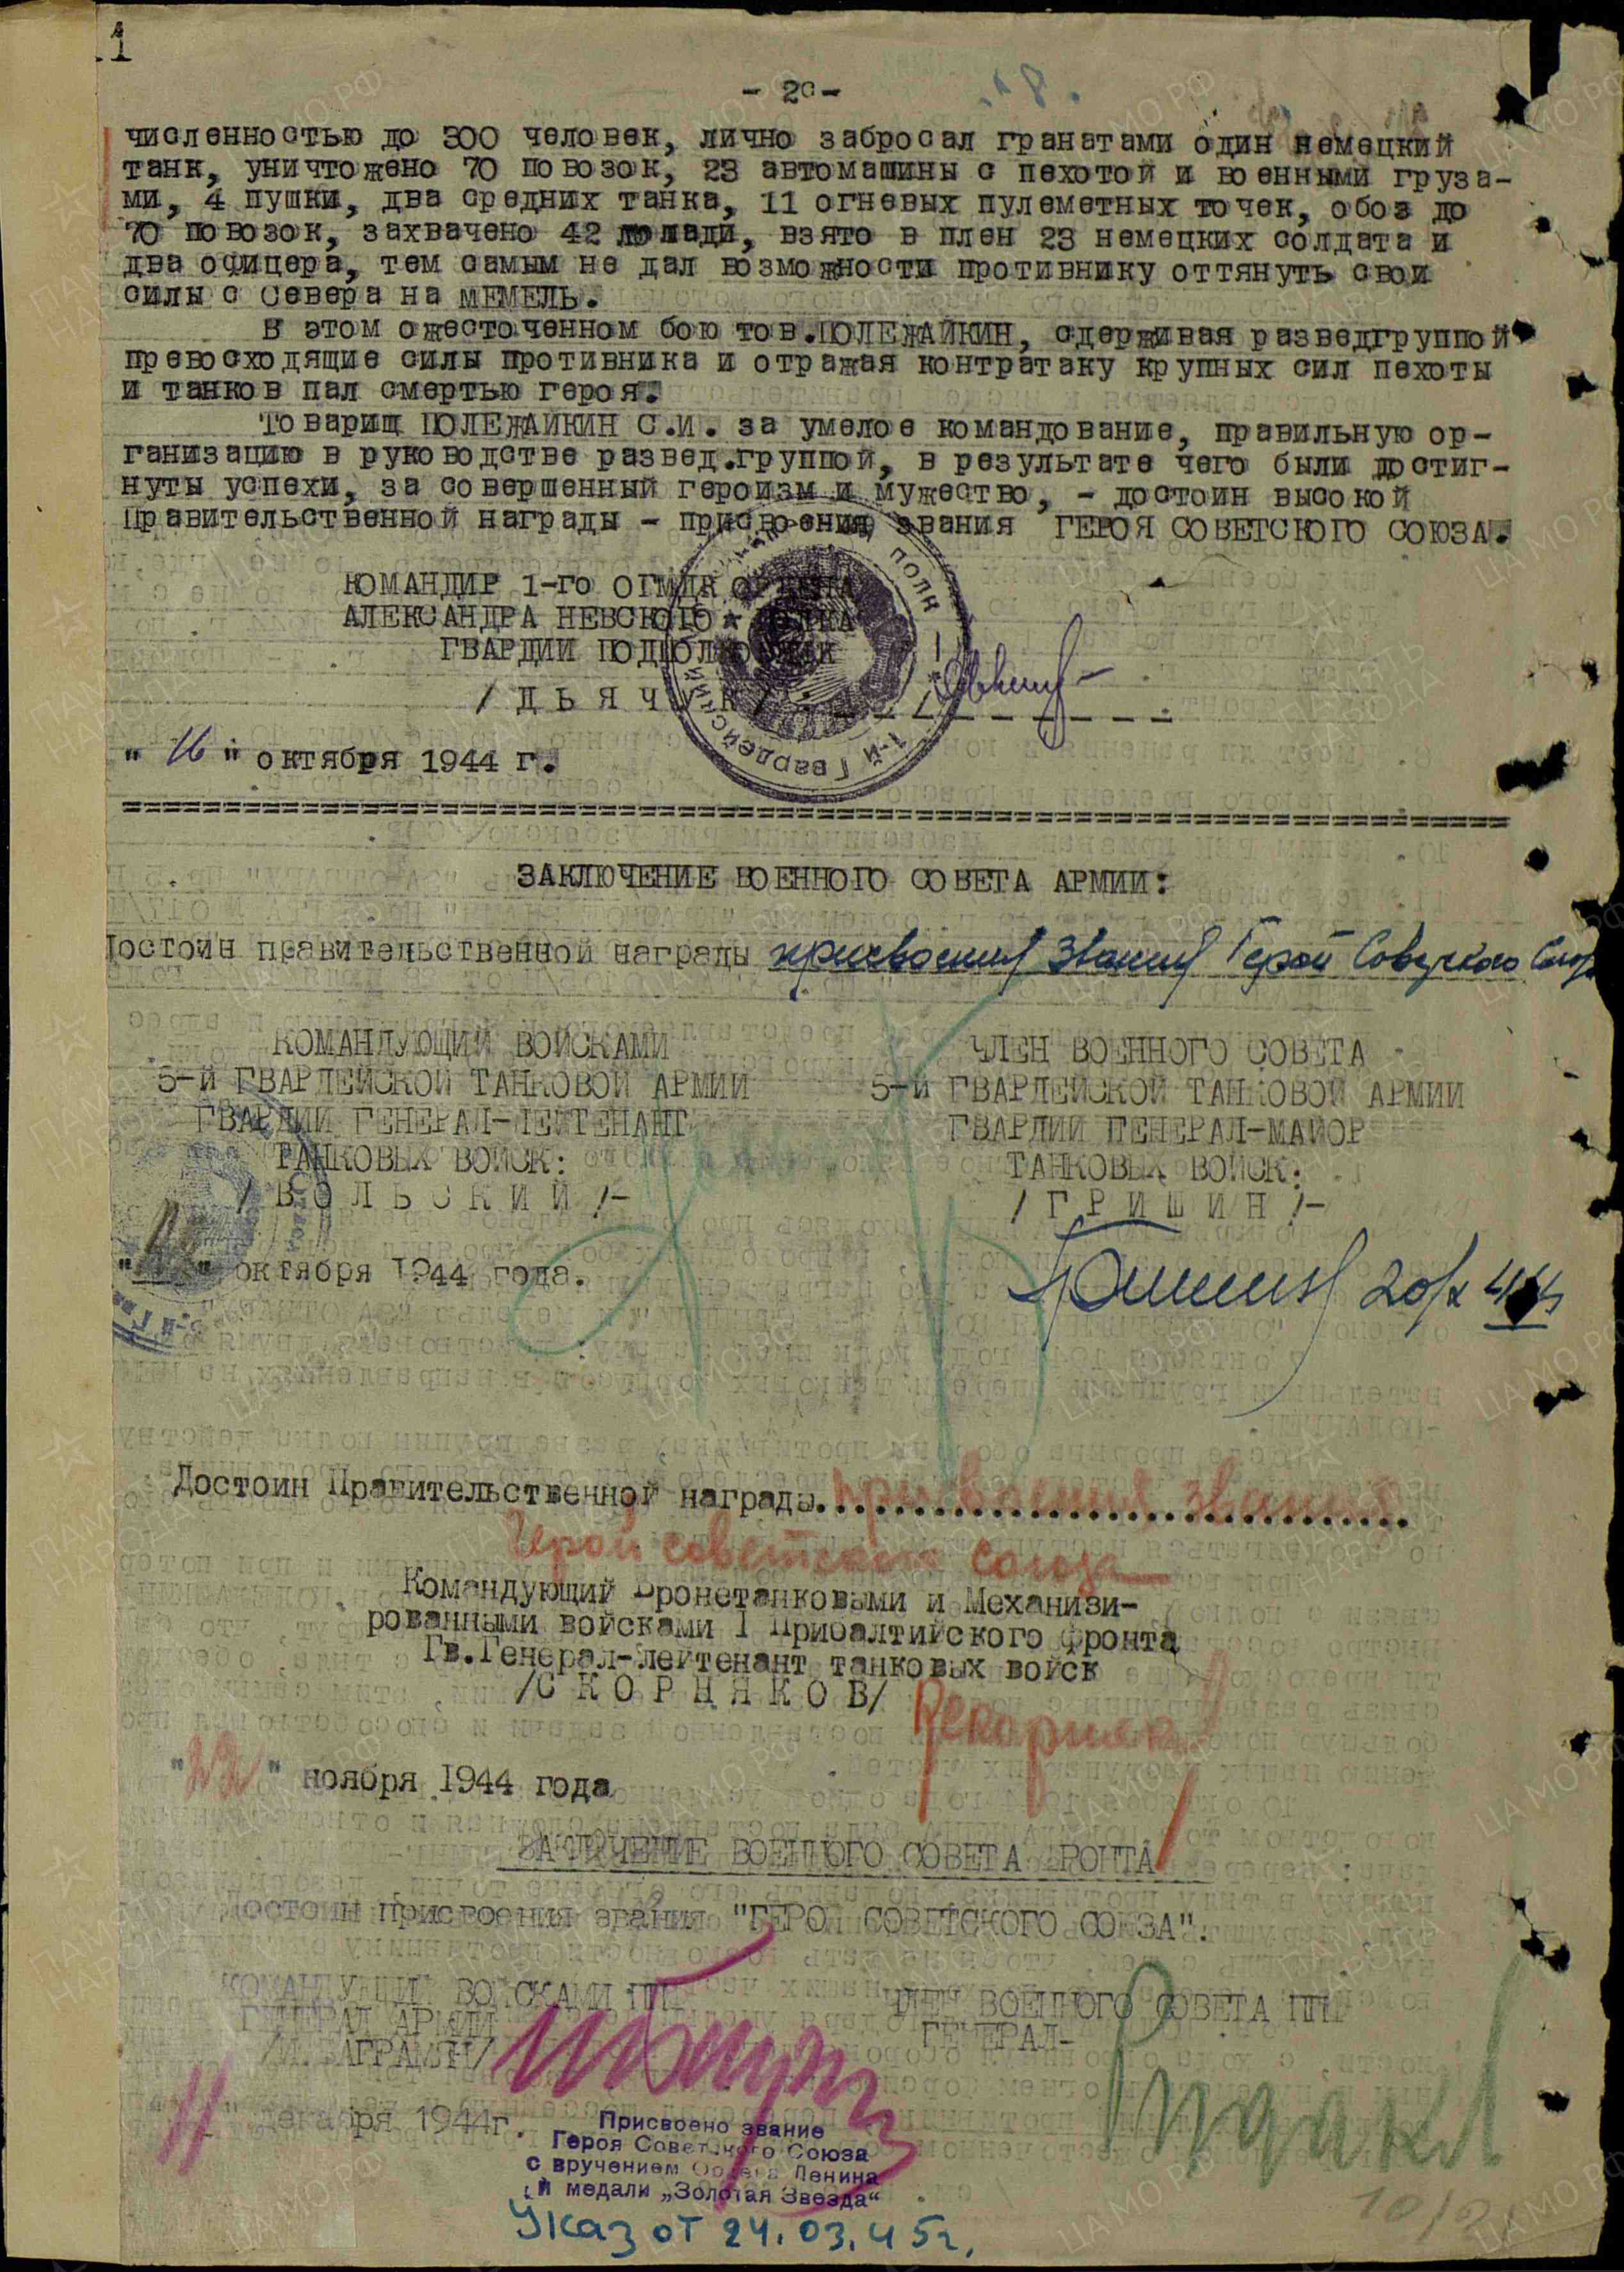 11
- 20 -
численностью до 300 человек, лично забросал гранатами один немецкий
танк, уничтожено 70 повозок, 23 автомашины с пехотой и военными груза-
ми, 4 пушки, два средних танка, 11 огневых пулеметных точек, обоз до
70 повозок, захвачено 42 лошади, взято в плен 23 немецких солдата и
два офицера, тем самым не дал возможности противнику оттянуть свои
силы с Севера на МЕМЕЛЬ.
В этом ожесточенном бою тов.ПОЛЕЖАЙКИН, сдерживая разведгруппой
превосходящие силы противника и отражая контратаку крупных сил пехоты
и танков пал смертью героя.
Товарищ ПОЛЕЖАЙКИН С.И. за умелое командование, правильную ор-
ганизацию в руководстве развед.группой, в результате чего были достиг-
нуты успехи, за совершенный героизм и мужество, - достоин высокой
Правительственной награды - присвоения звания ГЕРОЯ СОВЕТСКОГО СОЮЗА.
КОМАНДИР 1-го ОГМЦП ОРДЕНА
АЛЕКСАНДРА НЕВСКОГО ПОЛКА
ГВАРДИИ ПОДПОЛКОВНИК
/ Д Ь Я Ч У К /
1-й Гвардейский полк
" 16 " октября 1944 г.
ЗАКЛЮЧЕНИЕ ВОЕННОГО СОВЕТА АРМИИ:
Достоин правительственной награды присвоения Звания Герой Советского Союза
КОМАНДУЮЩИЙ ВОЙСКАМИ
5-й ГВАРДЕЙСКОЙ ТАНКОВОЙ АРМИИ
ГВАРДИИ ГЕНЕРАЛ-ЛЕЙТЕНАНТ
ТАНКОВЫХ ВОЙСК:
/ В О Л Ь С К И Й /-
" " октября 1944 года.
ЧЛЕН ВОЕННОГО СОВЕТА
5-й ГВАРДЕЙСКОЙ ТАНКОВОЙ АРМИИ
ГВАРДИИ ГЕНЕРАЛ-МАЙОР
ТАНКОВЫХ ВОЙСК:
/ Г Р И Ш И Н /-
20/X 44
Достоин Правительственной награды..............................присвоения звания
Герой Советского Союза
Командующий Бронетанковыми и Механизи-
рованными войсками I Прибалтийского фронта
Гв.Генерал-лейтенант танковых войск
/С К О Р Н Я К О В/
"22" ноября 1944 года
ЗАКЛЮЧЕНИЕ ВОЕННОГО СОВЕТА ФРОНТА
Достоин присвоения звания "ГЕРОЯ СОВЕТСКОГО СОЮЗА".
КОМАНДУЮЩИЙ ВОЙСКАМИ 1ПФ
ГЕНЕРАЛ АРМИИ
/И.БАГРАМЯН/
ЧЛЕН ВОЕННОГО СОВЕТА 1ПФ
ГЕНЕРАЛ-
"11" декабря 1944г.
Присвоено звание
Героя Советского Союза
с вручением Ордена Ленина
и медали „Золотая Звезда“
Указ от 24.03.45г.